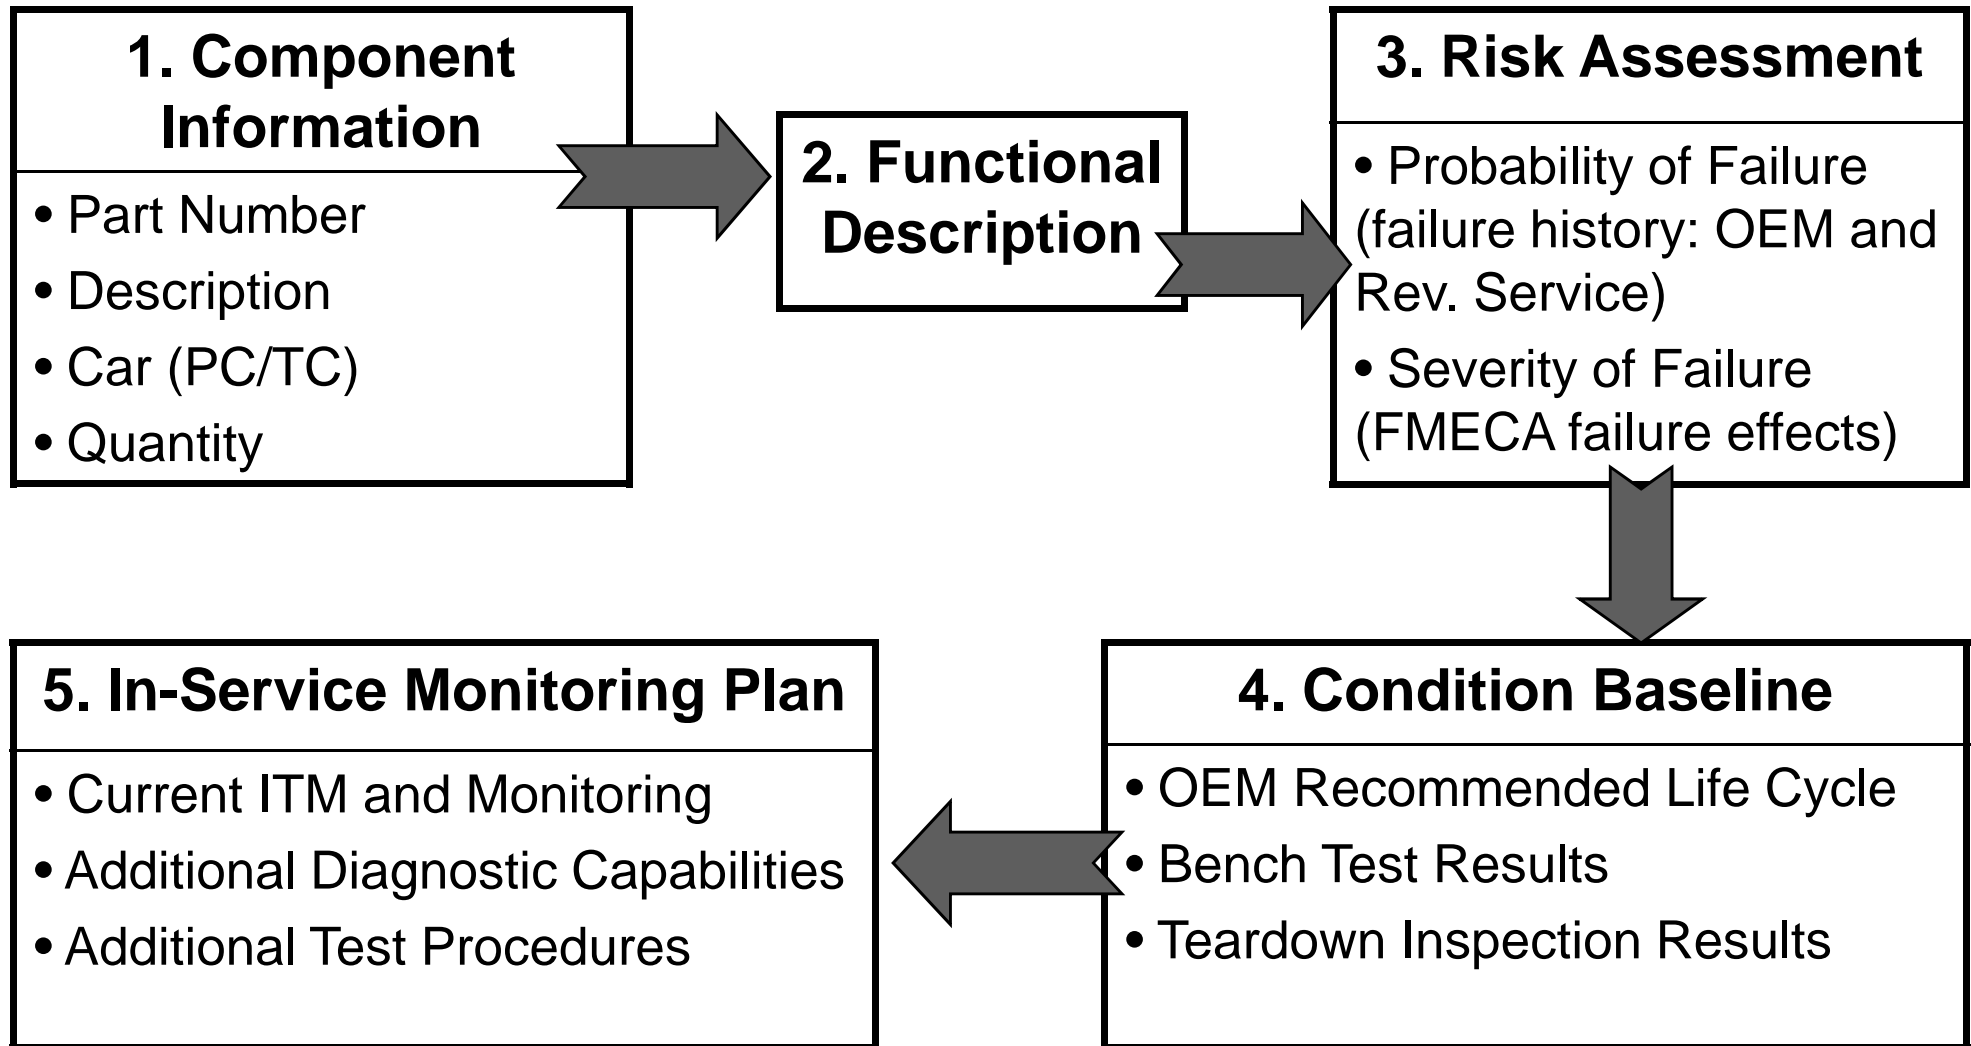 1. Component
Information
• Part Number
• Description
• Car (PC/TC)
• Quantity
2. Functional
Description
3. Risk Assessment
• Probability of Failure
(failure history: OEM and
Rev. Service)
• Severity of Failure
(FMECA failure effects)
4. Condition Baseline
• OEM Recommended Life Cycle
• Bench Test Results
• Teardown Inspection Results
5. In-Service Monitoring Plan
• Current ITM and Monitoring
• Additional Diagnostic Capabilities
• Additional Test Procedures